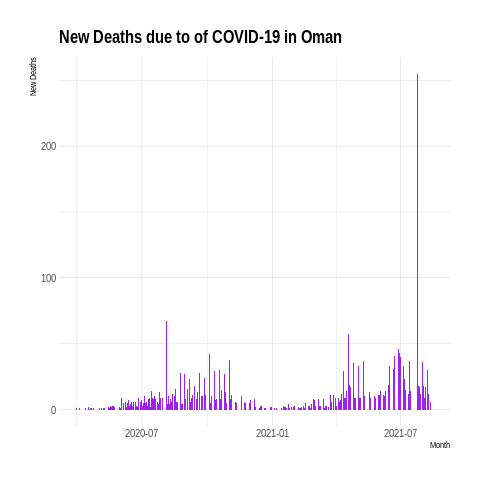 New Deaths due to of COVID-19 in Oman
New Deaths
200
100
0
2020-07
2021-01
2021-07
Month